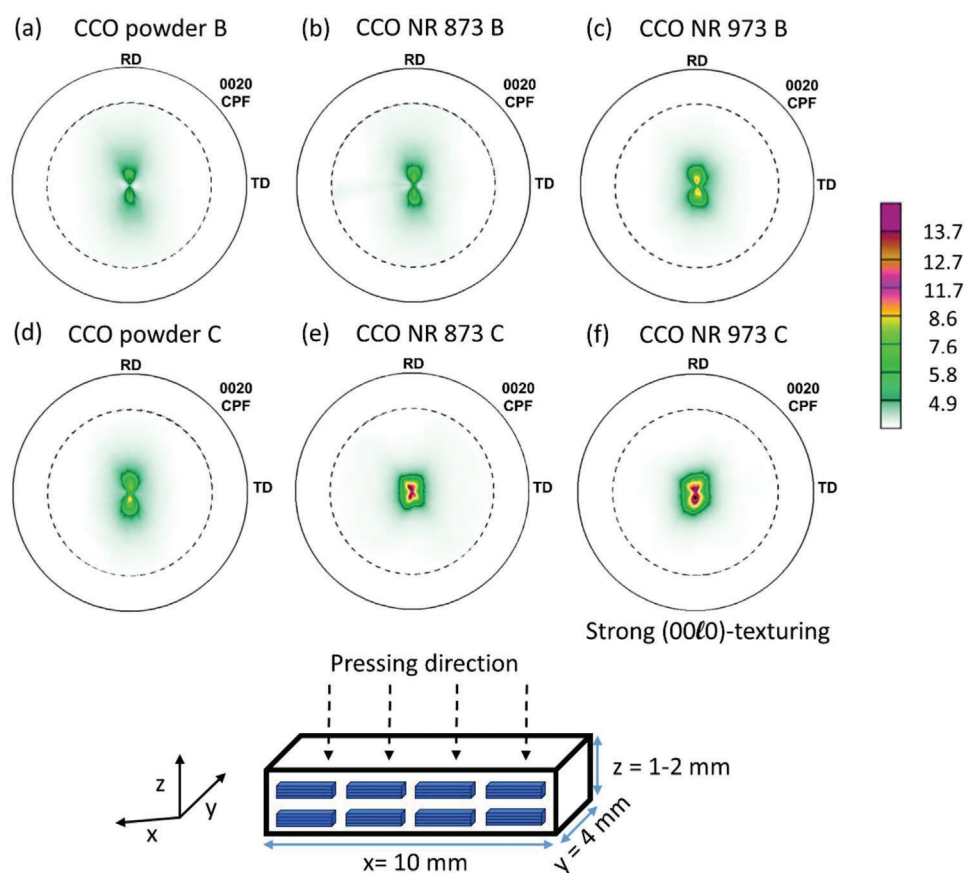 (a) CCO powder B
RD
0020
CPF
TD
(b) CCO NR 873 B
RD
0020
CPF
TD
(c) CCO NR 973 B
RD
0020
CPF
TD
13.7
12.7
11.7
8.6
7.6
5.8
4.9
(d) CCO powder C
RD
0020
CPF
TD
(e) CCO NR 873 C
RD
0020
CPF
TD
(f) CCO NR 973 C
RD
0020
CPF
TD
Strong (00ℓ0)-texturing
Pressing direction
z
y
x
z = 1-2 mm
y = 4 mm
x= 10 mm